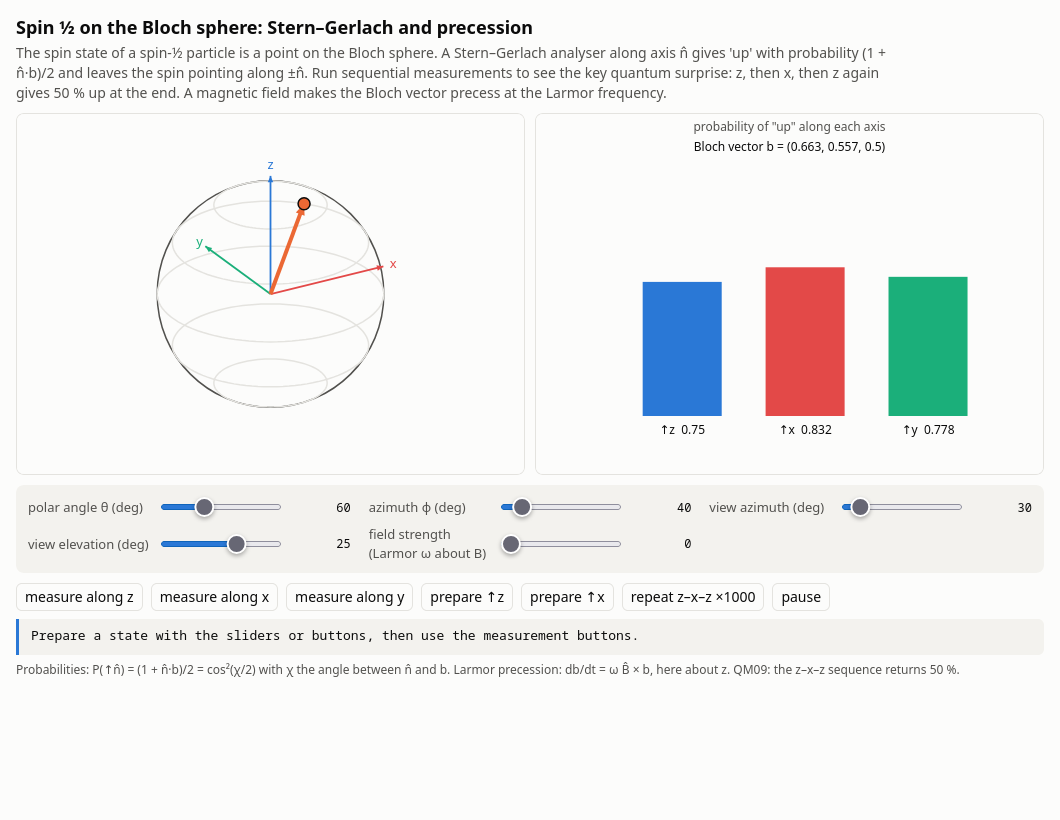 Spin ½ on the Bloch sphere: Stern–Gerlach and precession
The spin state of a spin-½ particle is a point on the Bloch sphere. A Stern–Gerlach analyser along axis n̂ gives 'up' with probability (1 +
n̂·b)/2 and leaves the spin pointing along ±n̂. Run sequential measurements to see the key quantum surprise: z, then x, then z again
gives 50 % up at the end. A magnetic field makes the Bloch vector precess at the Larmor frequency.
z
y
x
probability of "up" along each axis
Bloch vector b = (0.663, 0.557, 0.5)
↑z 0.75
↑x 0.832
↑y 0.778
polar angle θ (deg) 60
azimuth ϕ (deg) 40
view azimuth (deg) 30
view elevation (deg) 25
field strength
(Larmor ω about B) 0
measure along z
measure along x
measure along y
prepare ↑z
prepare ↑x
repeat z–x–z ×1000
pause
Prepare a state with the sliders or buttons, then use the measurement buttons.
Probabilities: P(↑n̂) = (1 + n̂·b)/2 = cos²(χ/2) with χ the angle between n̂ and b. Larmor precession: db/dt = ω B̂ × b, here about z. QM09: the z–x–z sequence returns 50 %.